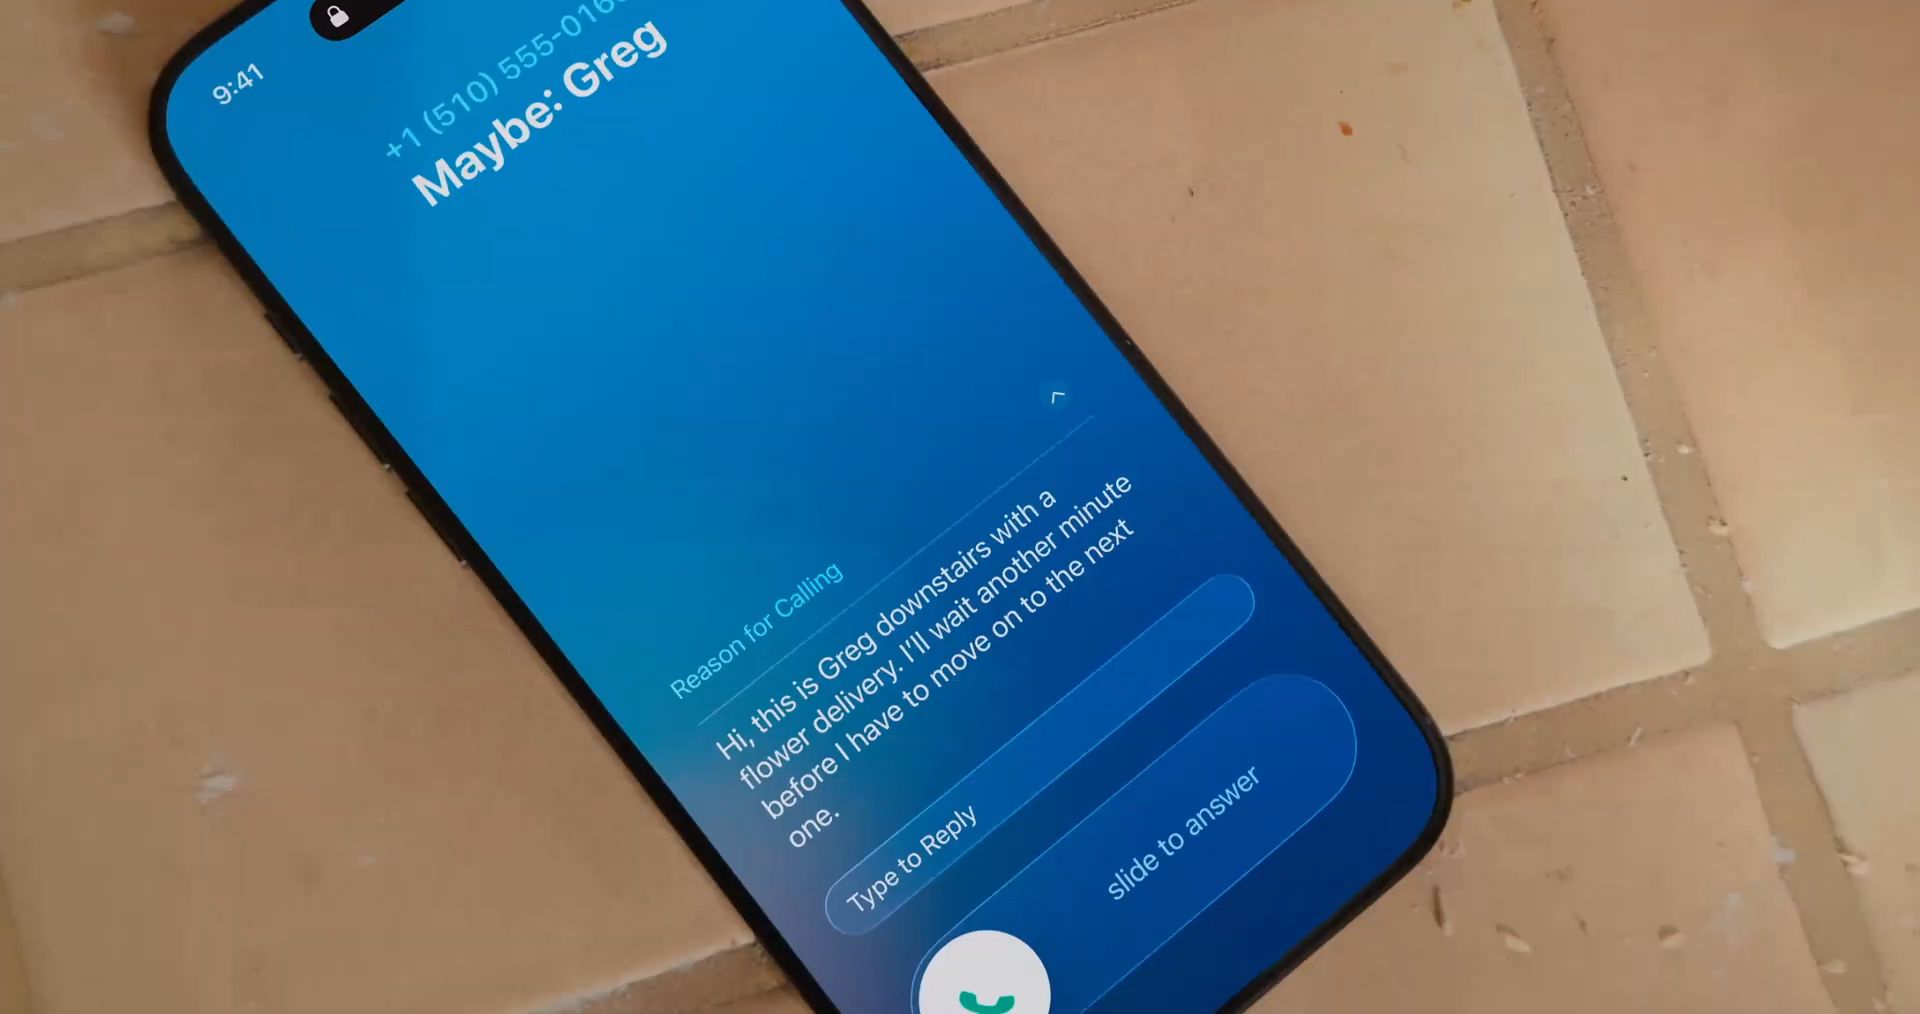 9:41
+1 (510) 555-016
Maybe: Greg
Reason for Calling
Hi, this is Greg downstairs with a
flower delivery. I'll wait another minute
before I have to move on to the next
one.
Type to Reply
slide to answer